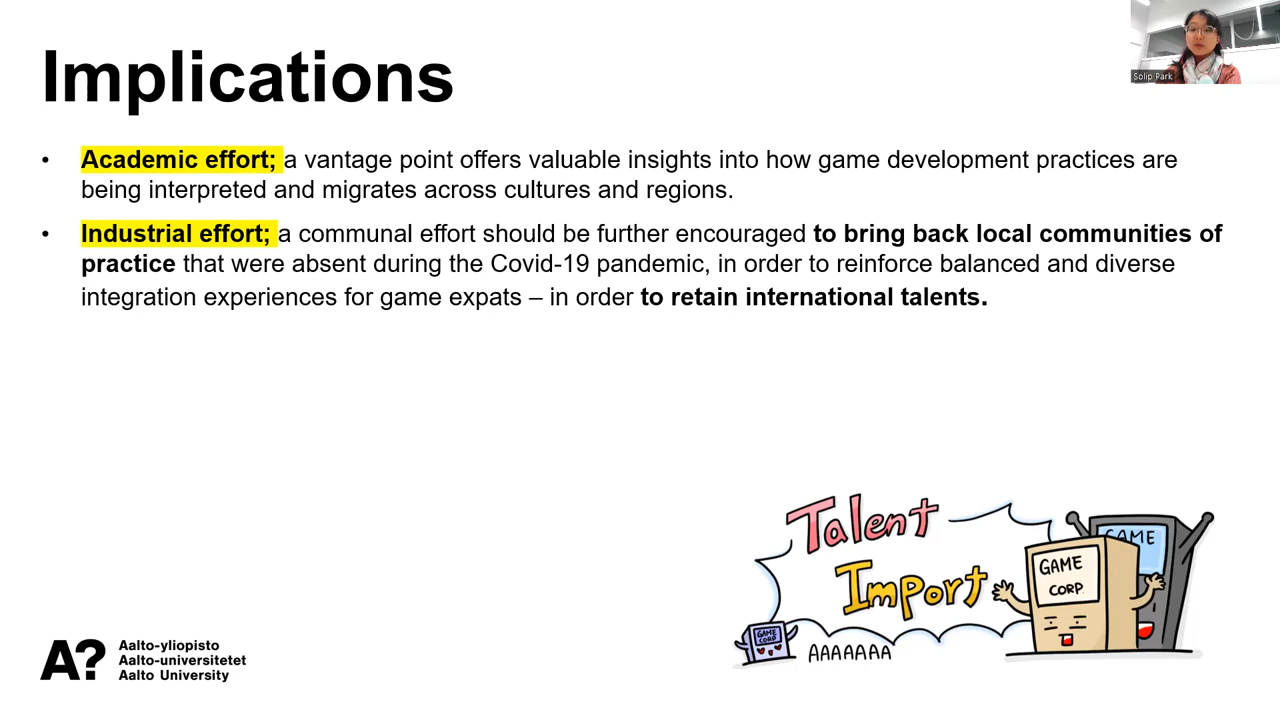 Implications
Solip Park
• Academic effort; a vantage point offers valuable insights into how game development practices are
being interpreted and migrates across cultures and regions.
• Industrial effort; a communal effort should be further encouraged to bring back local communities of
practice that were absent during the Covid-19 pandemic, in order to reinforce balanced and diverse
integration experiences for game expats – in order to retain international talents.
Talent
Import
GAME
GAME
CORP.
GAME
CORP
AAAAAAA
A?
Aalto-yliopisto
Aalto-universitetet
Aalto University